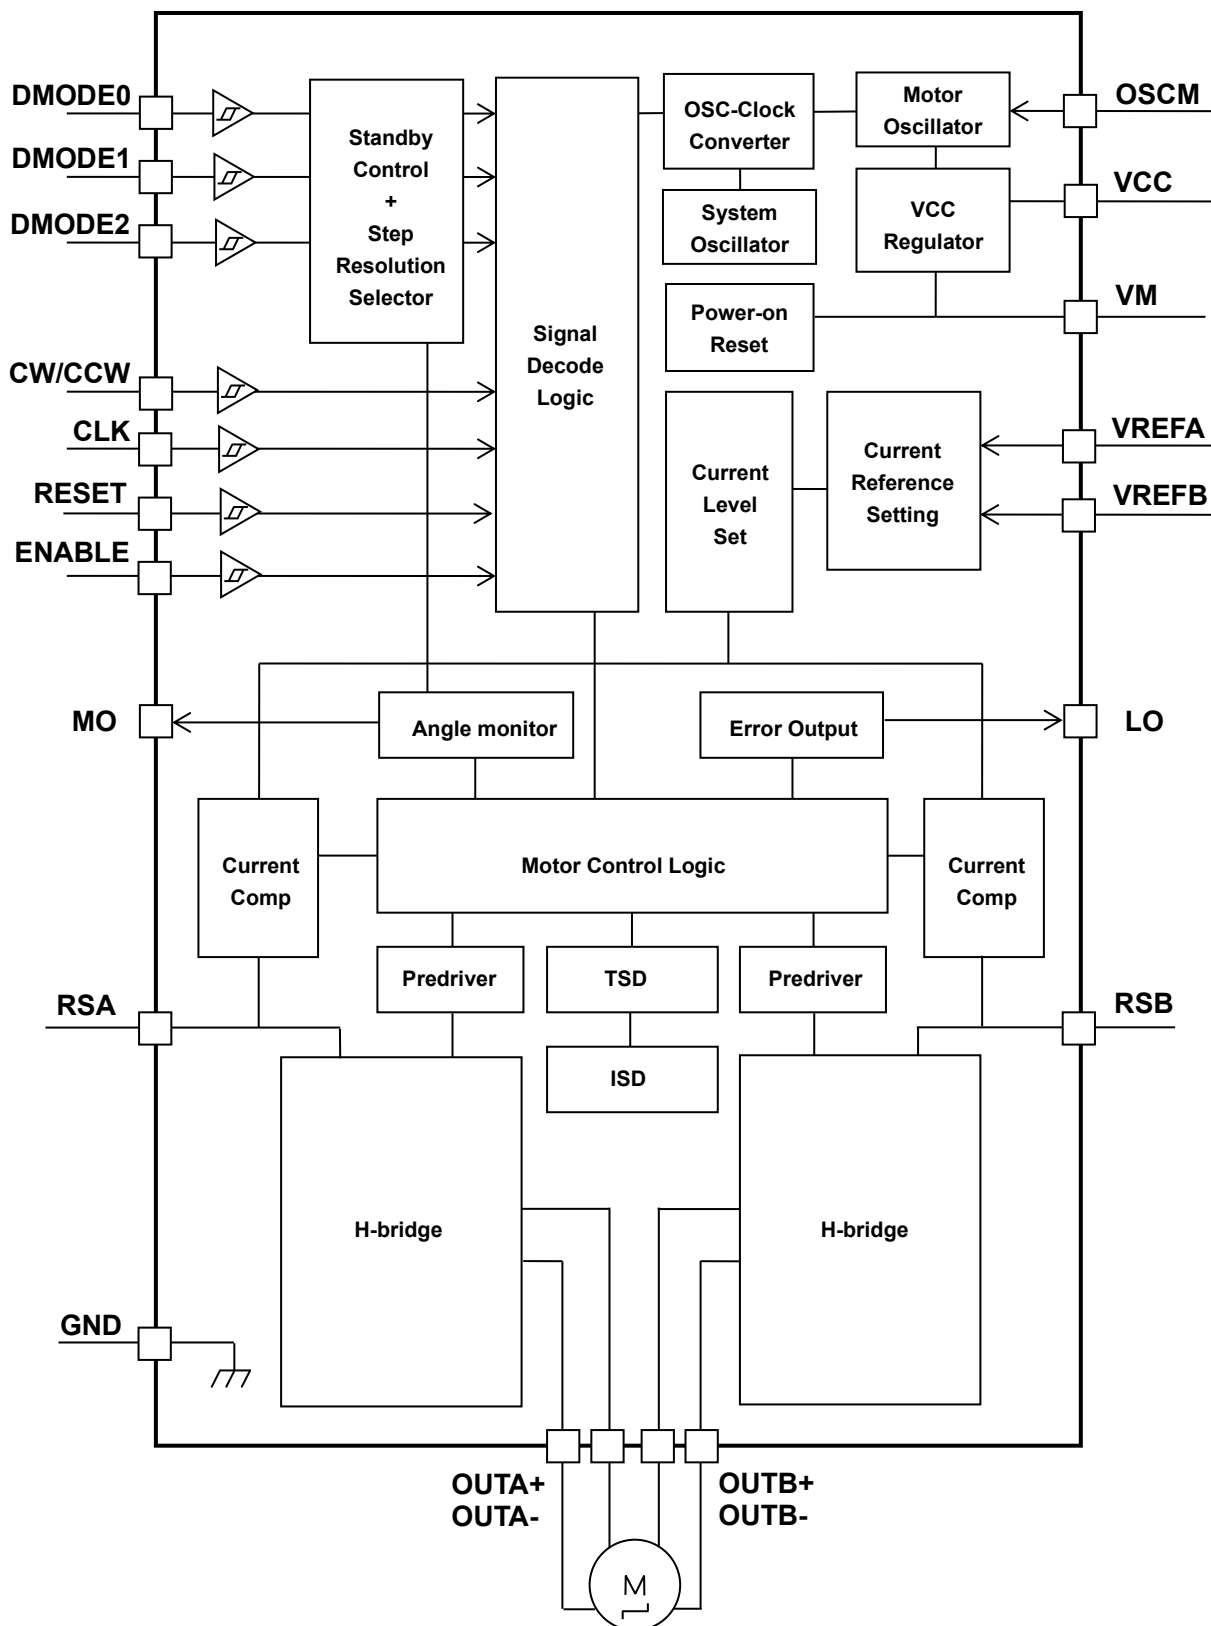 DMODE0
DMODE1
DMODE2
CW/CCW
CLK
RESET
ENABLE
MO
RSA
GND
Standby
Control
+
Step
Resolution
Selector
Signal
Decode
Logic
OSC-Clock
Converter
Motor
Oscillator
System
Oscillator
VCC
Regulator
Power-on
Reset
Current
Level
Set
Current
Reference
Setting
OSCM
VCC
VM
VREFA
VREFB
LO
RSB
Angle monitor
Error Output
Current
Comp
Motor Control Logic
Current
Comp
Predriver
TSD
Predriver
ISD
H-bridge
H-bridge
OUTA+
OUTA-
OUTB+
OUTB-
M